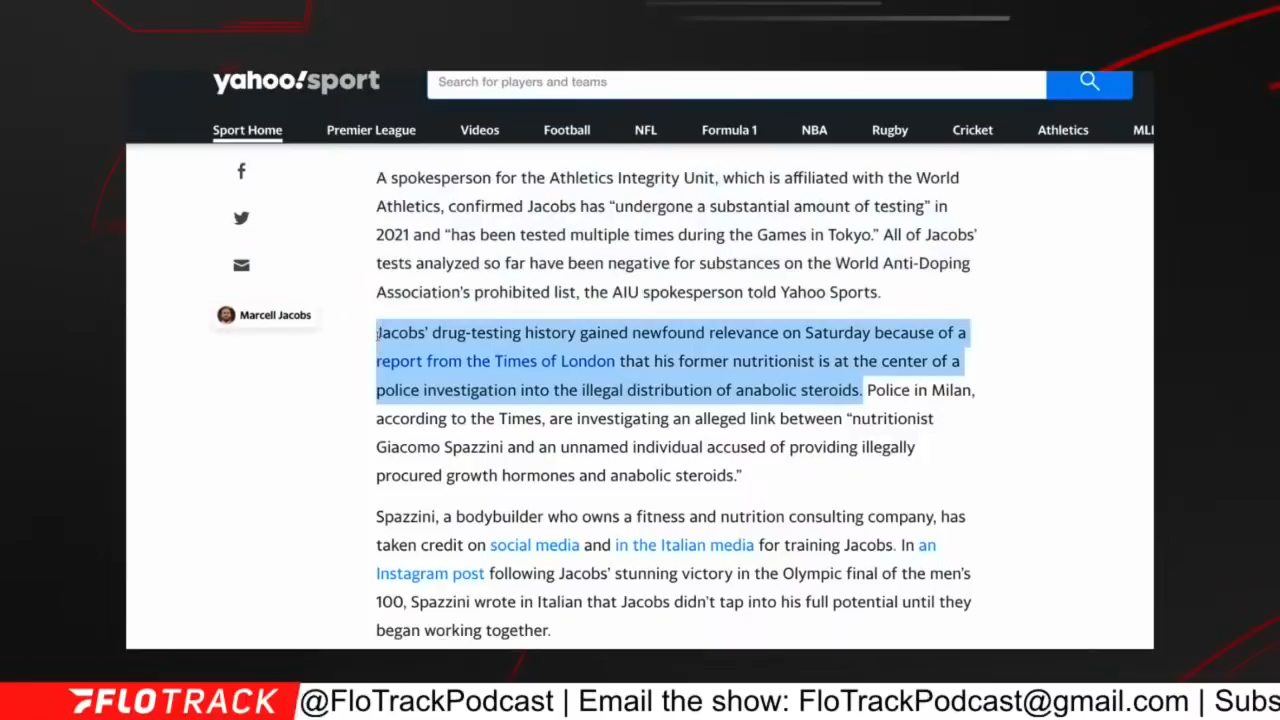 yahoo!sport
Search for players and teams
Sport Home Premier League Videos Football NFL Formula 1 NBA Rugby Cricket Athletics MLI
A spokesperson for the Athletics Integrity Unit, which is affiliated with the World
Athletics, confirmed Jacobs has “undergone a substantial amount of testing” in
2021 and “has been tested multiple times during the Games in Tokyo.” All of Jacobs’
tests analyzed so far have been negative for substances on the World Anti-Doping
Association’s prohibited list, the AIU spokesperson told Yahoo Sports.
Marcell Jacobs
Jacobs’ drug-testing history gained newfound relevance on Saturday because of a
report from the Times of London that his former nutritionist is at the center of a
police investigation into the illegal distribution of anabolic steroids. Police in Milan,
according to the Times, are investigating an alleged link between “nutritionist
Giacomo Spazzini and an unnamed individual accused of providing illegally
procured growth hormones and anabolic steroids.”
Spazzini, a bodybuilder who owns a fitness and nutrition consulting company, has
taken credit on social media and in the Italian media for training Jacobs. In an
Instagram post following Jacobs’ stunning victory in the Olympic final of the men’s
100, Spazzini wrote in Italian that Jacobs didn’t tap into his full potential until they
began working together.
FLOTRACK @FloTrackPodcast | Email the show: FloTrackPodcast@gmail.com | Subs